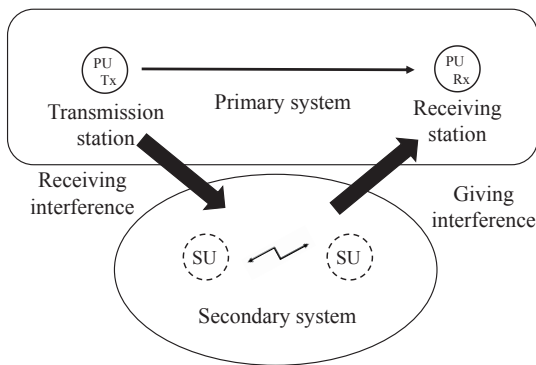 PU
Tx
PU
Rx
Transmission
station
Primary system
Receiving
station
Receiving
interference
Giving
interference
SU
SU
Secondary system